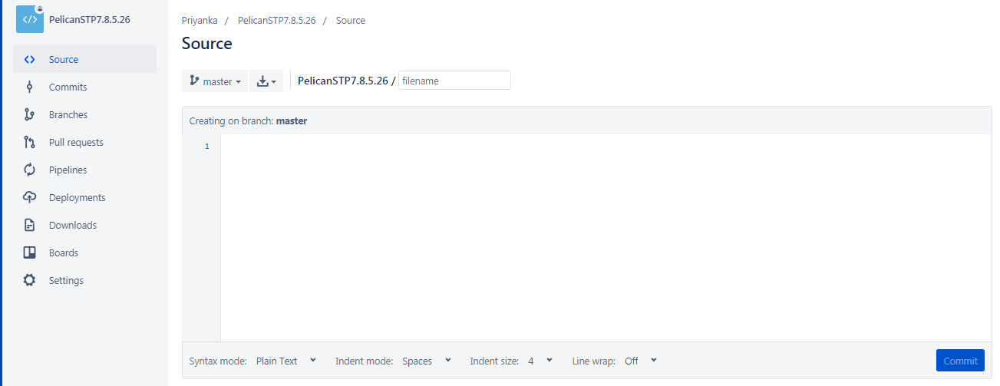 PelicanSTP7.8.5.26
Source
Commits
Branches
Pull requests
Pipelines
Deployments
Downloads
Boards
Settings
Priyanka / PelicanSTP7.8.5.26 / Source
Source
master
PelicanSTP7.8.5.26 / filename
Creating on branch: master
1
Syntax mode: Plain Text Indent mode: Spaces Indent size: 4 Line wrap: Off Commit